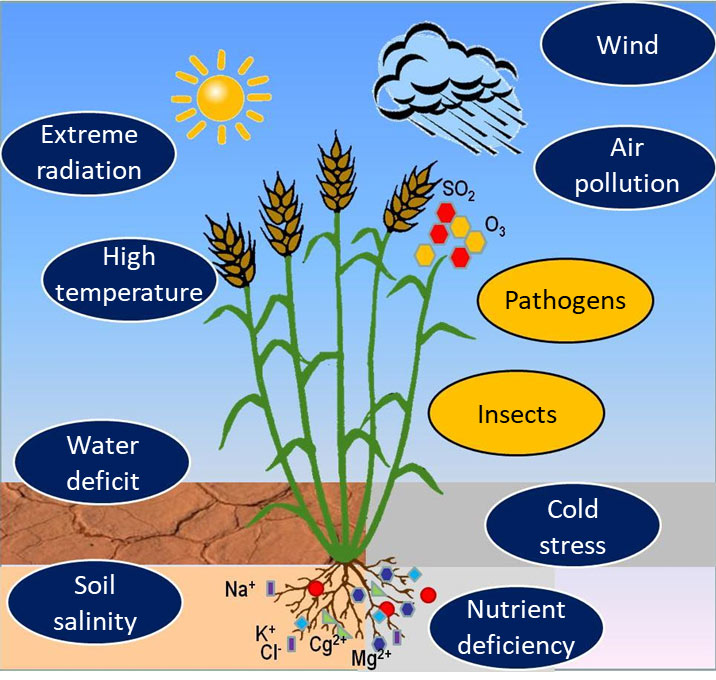 Wind
Extreme
radiation
Air
pollution
SO₂
O₃
High
temperature
Pathogens
Insects
Water
deficit
Cold
stress
Soil
salinity
Na⁺
K⁺
Cl⁻
Cg²⁺
Mg²⁺
Nutrient
deficiency